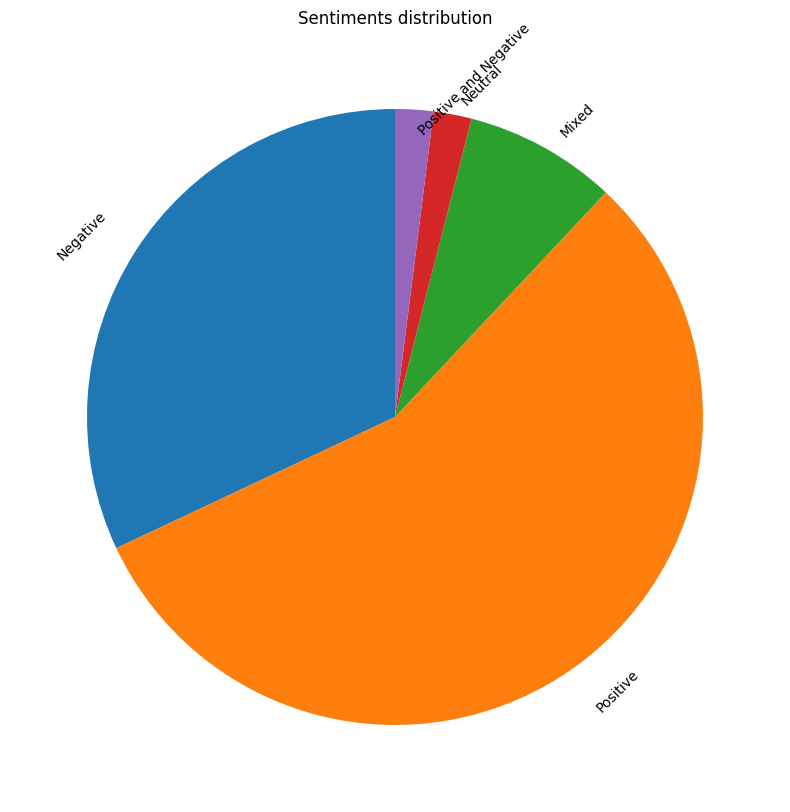 Sentiments distribution
Positive and Negative
Neutral
Mixed
Negative
Positive